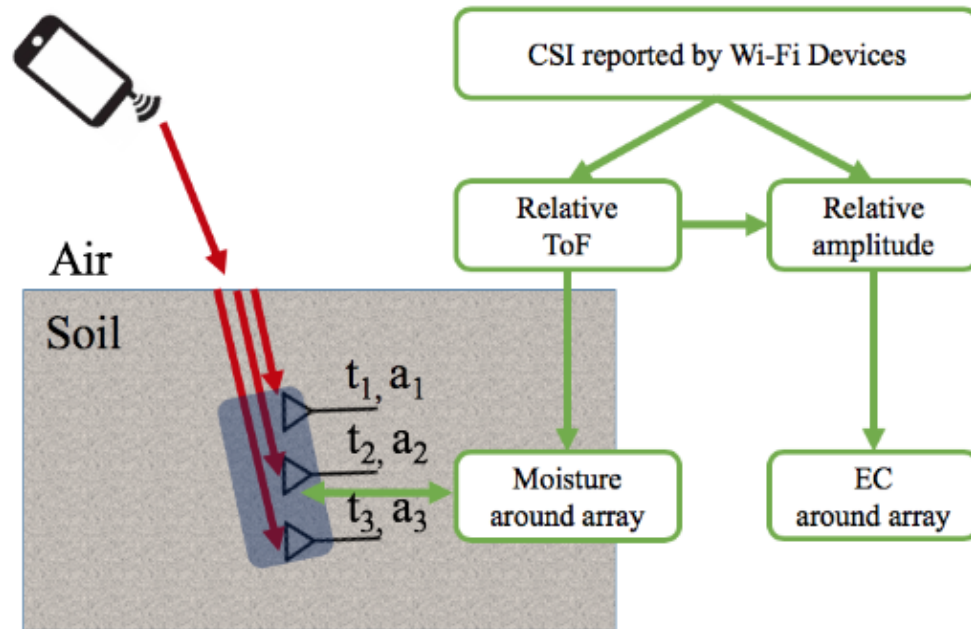 CSI reported by Wi-Fi Devices
Relative
ToF
Relative
amplitude
Air
Soil
t₁, a₁
t₂, a₂
t₃, a₃
Moisture
around array
EC
around array